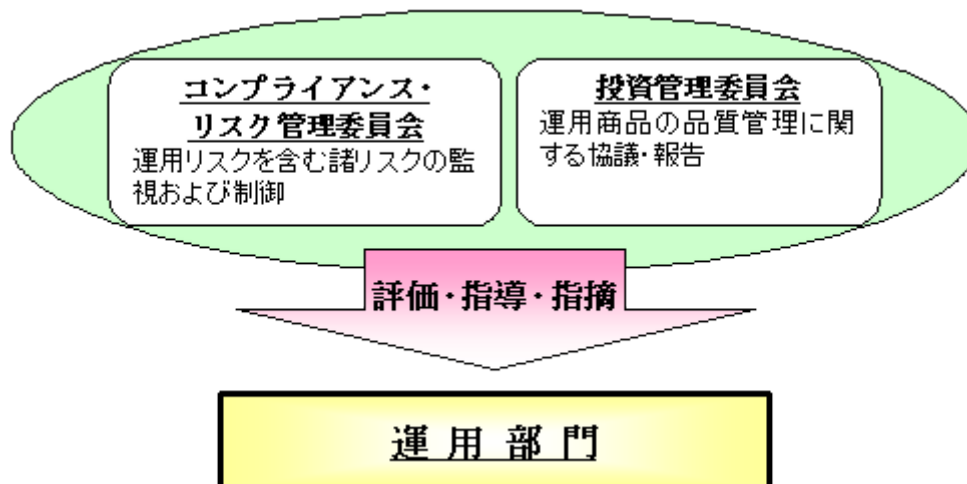 コンプライアンス・
リスク管理委員会
運用リスクを含む諸リスクの監
視および制御
投資管理委員会
運用商品の品質管理に関
する協議・報告
評価・指導・指摘
運用部門